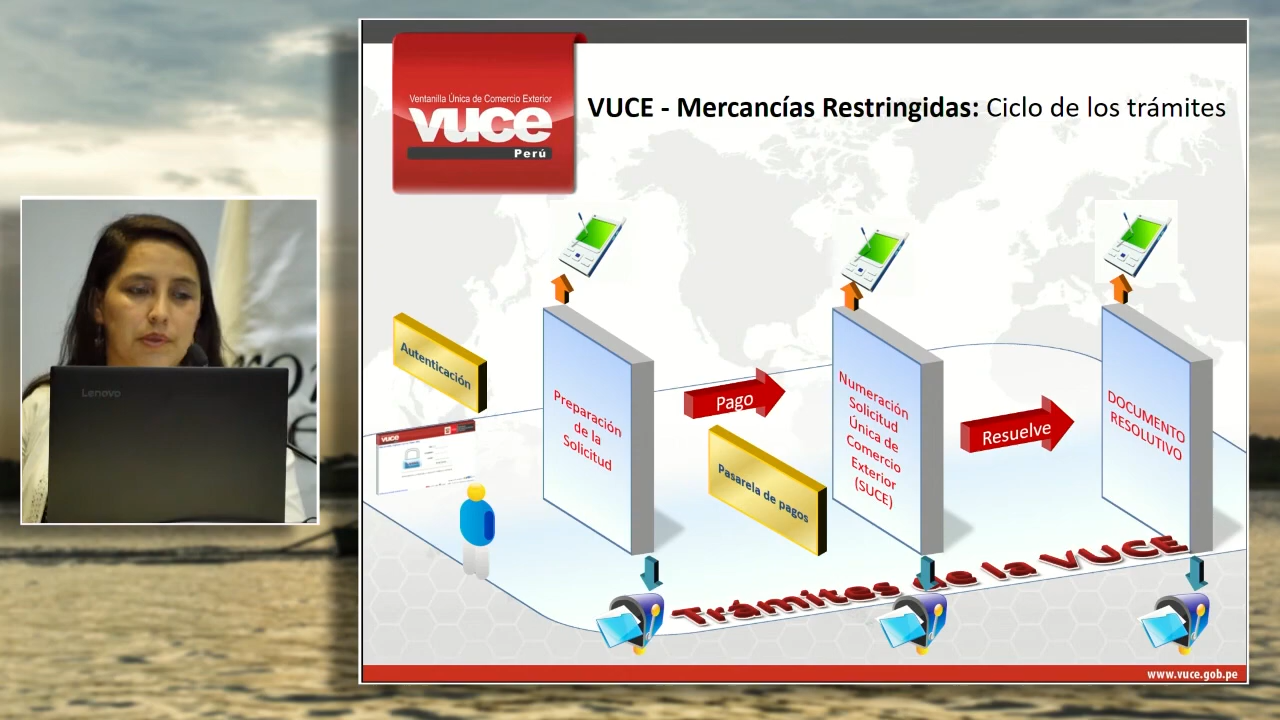 Ventanilla Única de Comercio Exterior
vuce
Perú
VUCE - Mercancías Restringidas: Ciclo de los trámites
Autenticación
vuce
Preparación
de la
Solicitud
Pago
Pasarela de pagos
Numeración
Solicitud
Única de
Comercio
Exterior
(SUCE)
Resuelve
DOCUMENTO
RESOLUTIVO
Trámites de la VUCE
www.vuce.gob.pe
Lenovo